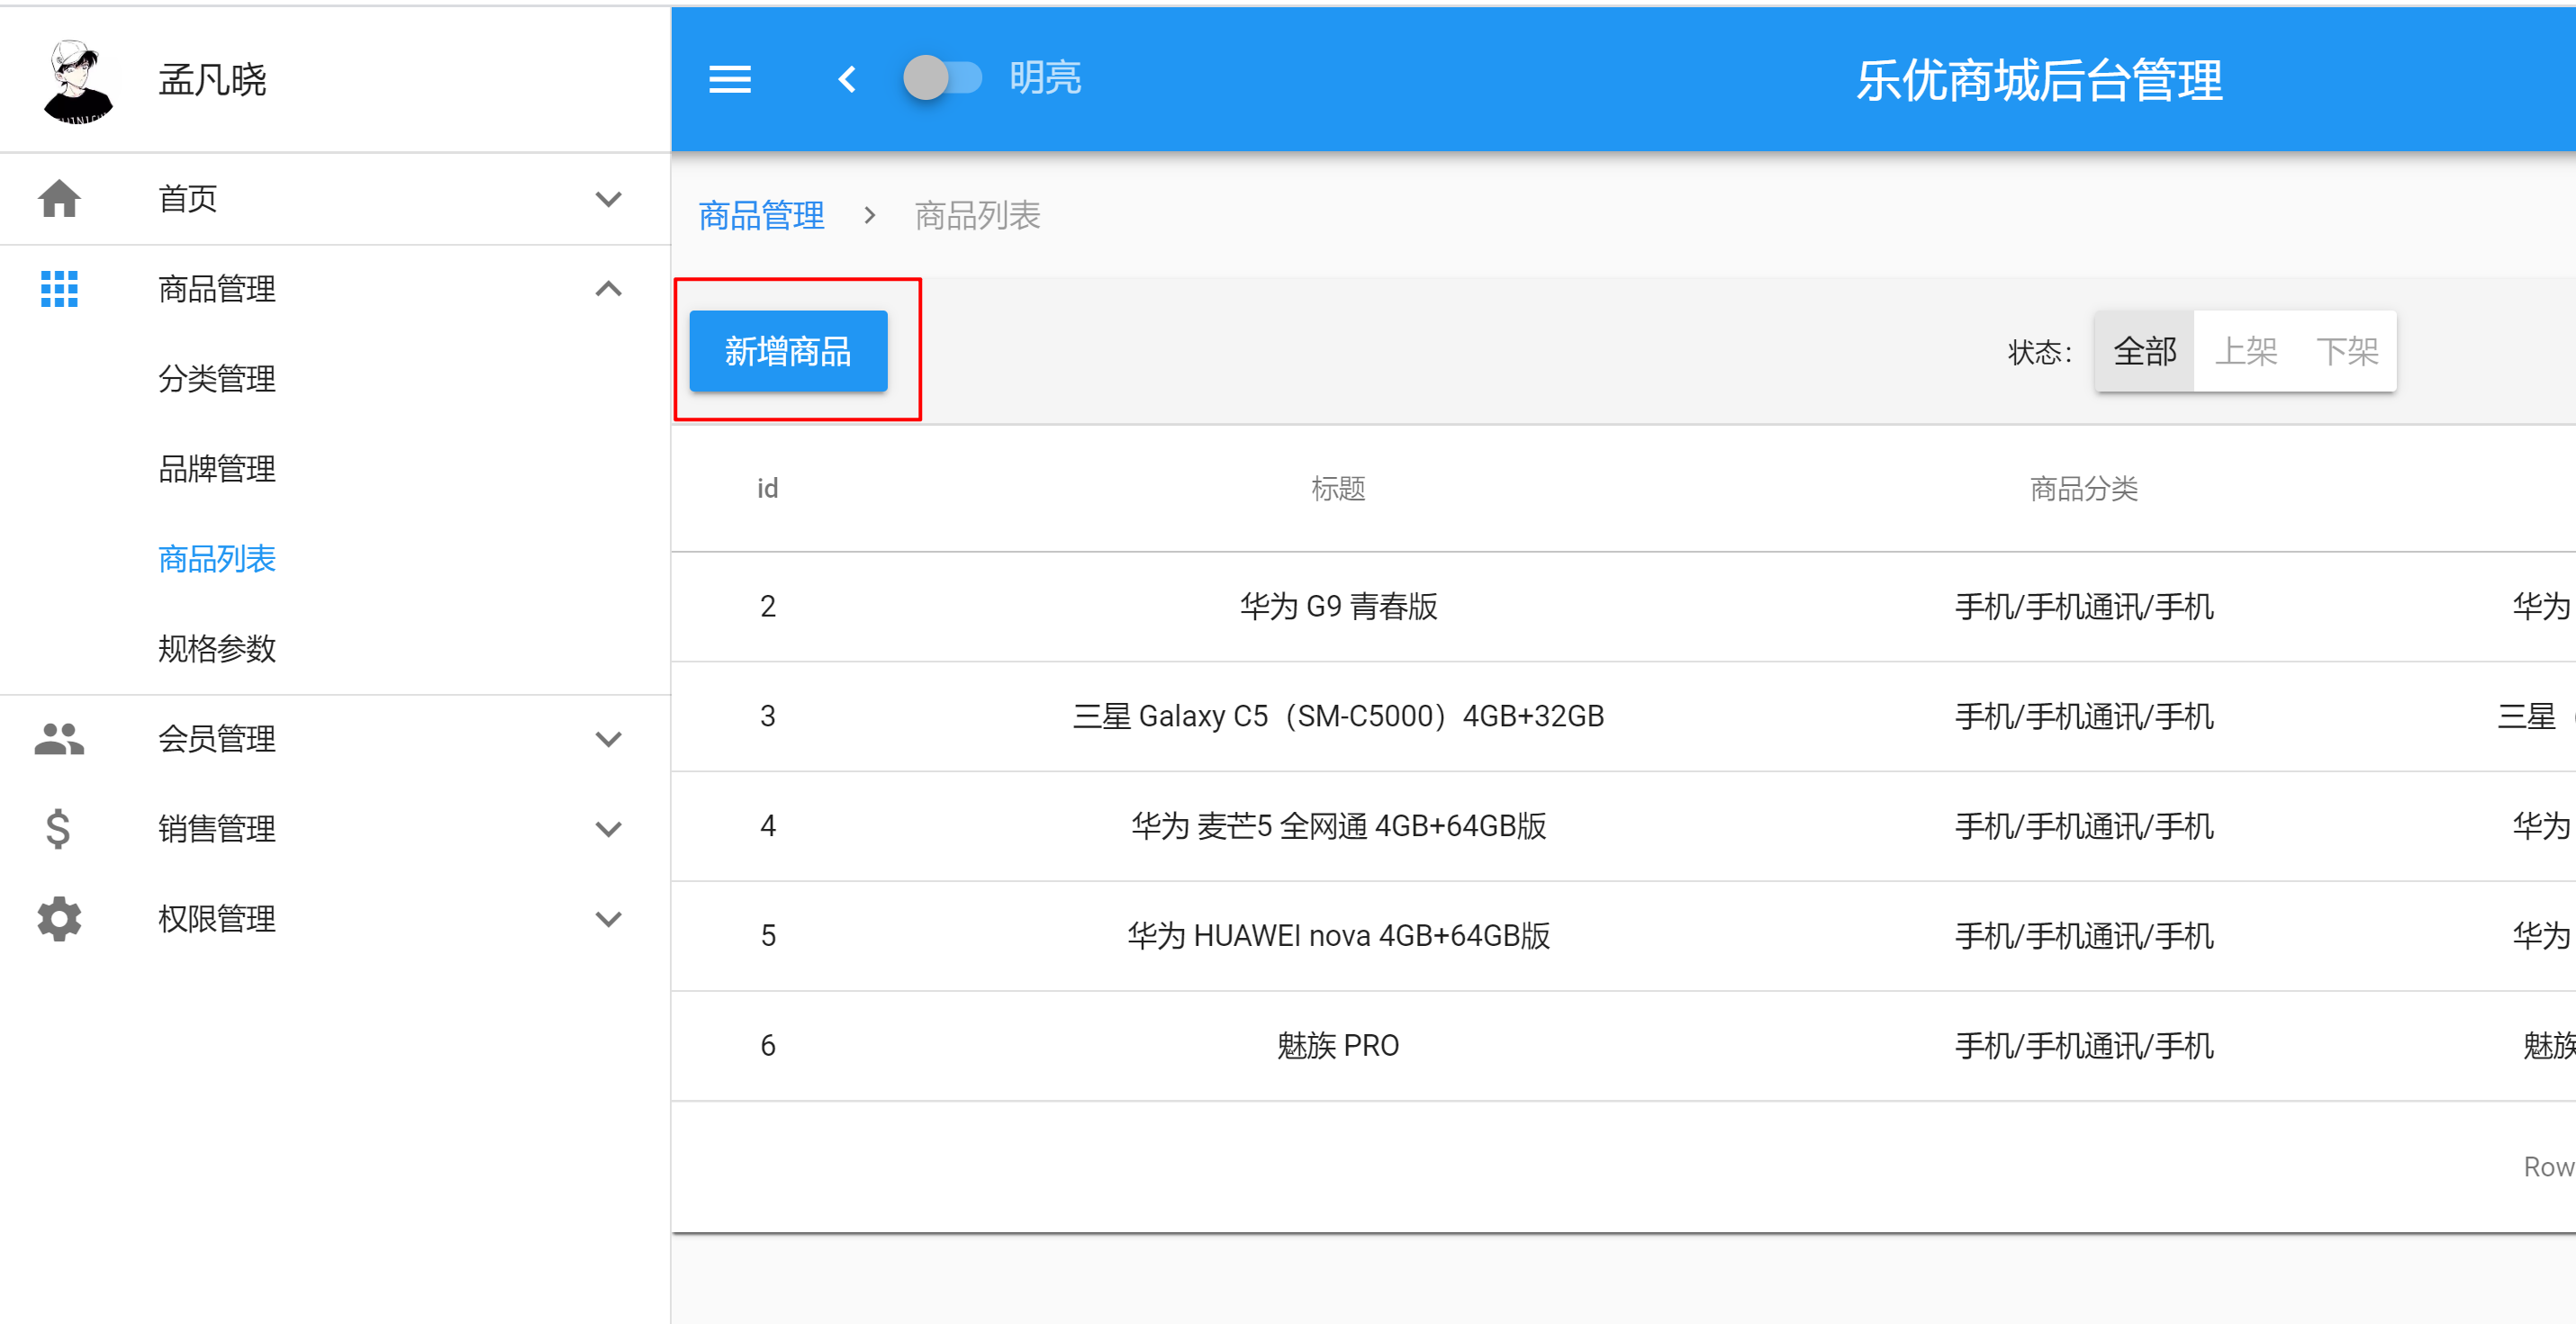 孟凡晓
明亮
乐优商城后台管理
首页
商品管理
分类管理
品牌管理
商品列表
规格参数
会员管理
销售管理
权限管理
商品管理 > 商品列表
新增商品
状态: 全部 上架 下架
id 标题 商品分类
2 华为 G9 青春版 手机/手机通讯/手机 华为
3 三星 Galaxy C5（SM-C5000）4GB+32GB 手机/手机通讯/手机 三星
4 华为 麦芒5 全网通 4GB+64GB版 手机/手机通讯/手机 华为
5 华为 HUAWEI nova 4GB+64GB版 手机/手机通讯/手机 华为
6 魅族 PRO 手机/手机通讯/手机 魅族
Row